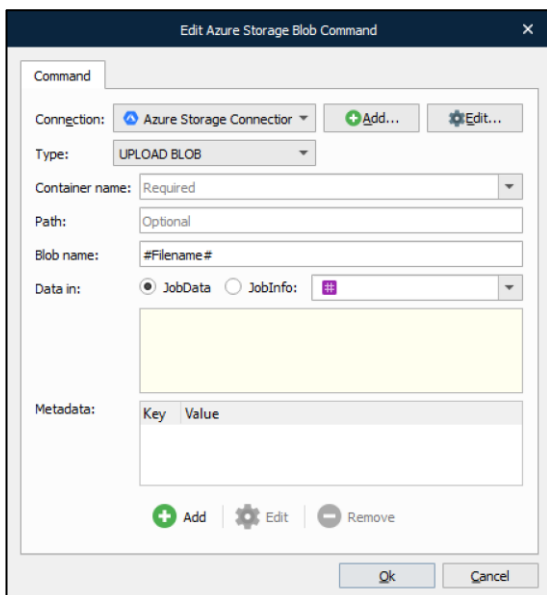 Edit Azure Storage Blob Command
Command
Connection: Azure Storage Connection Add... Edit...
Type: UPLOAD BLOB
Container name: Required
Path: Optional
Blob name: #Filename#
Data in: JobData JobInfo: #
Metadata: Key Value
Add Edit Remove
Ok Cancel